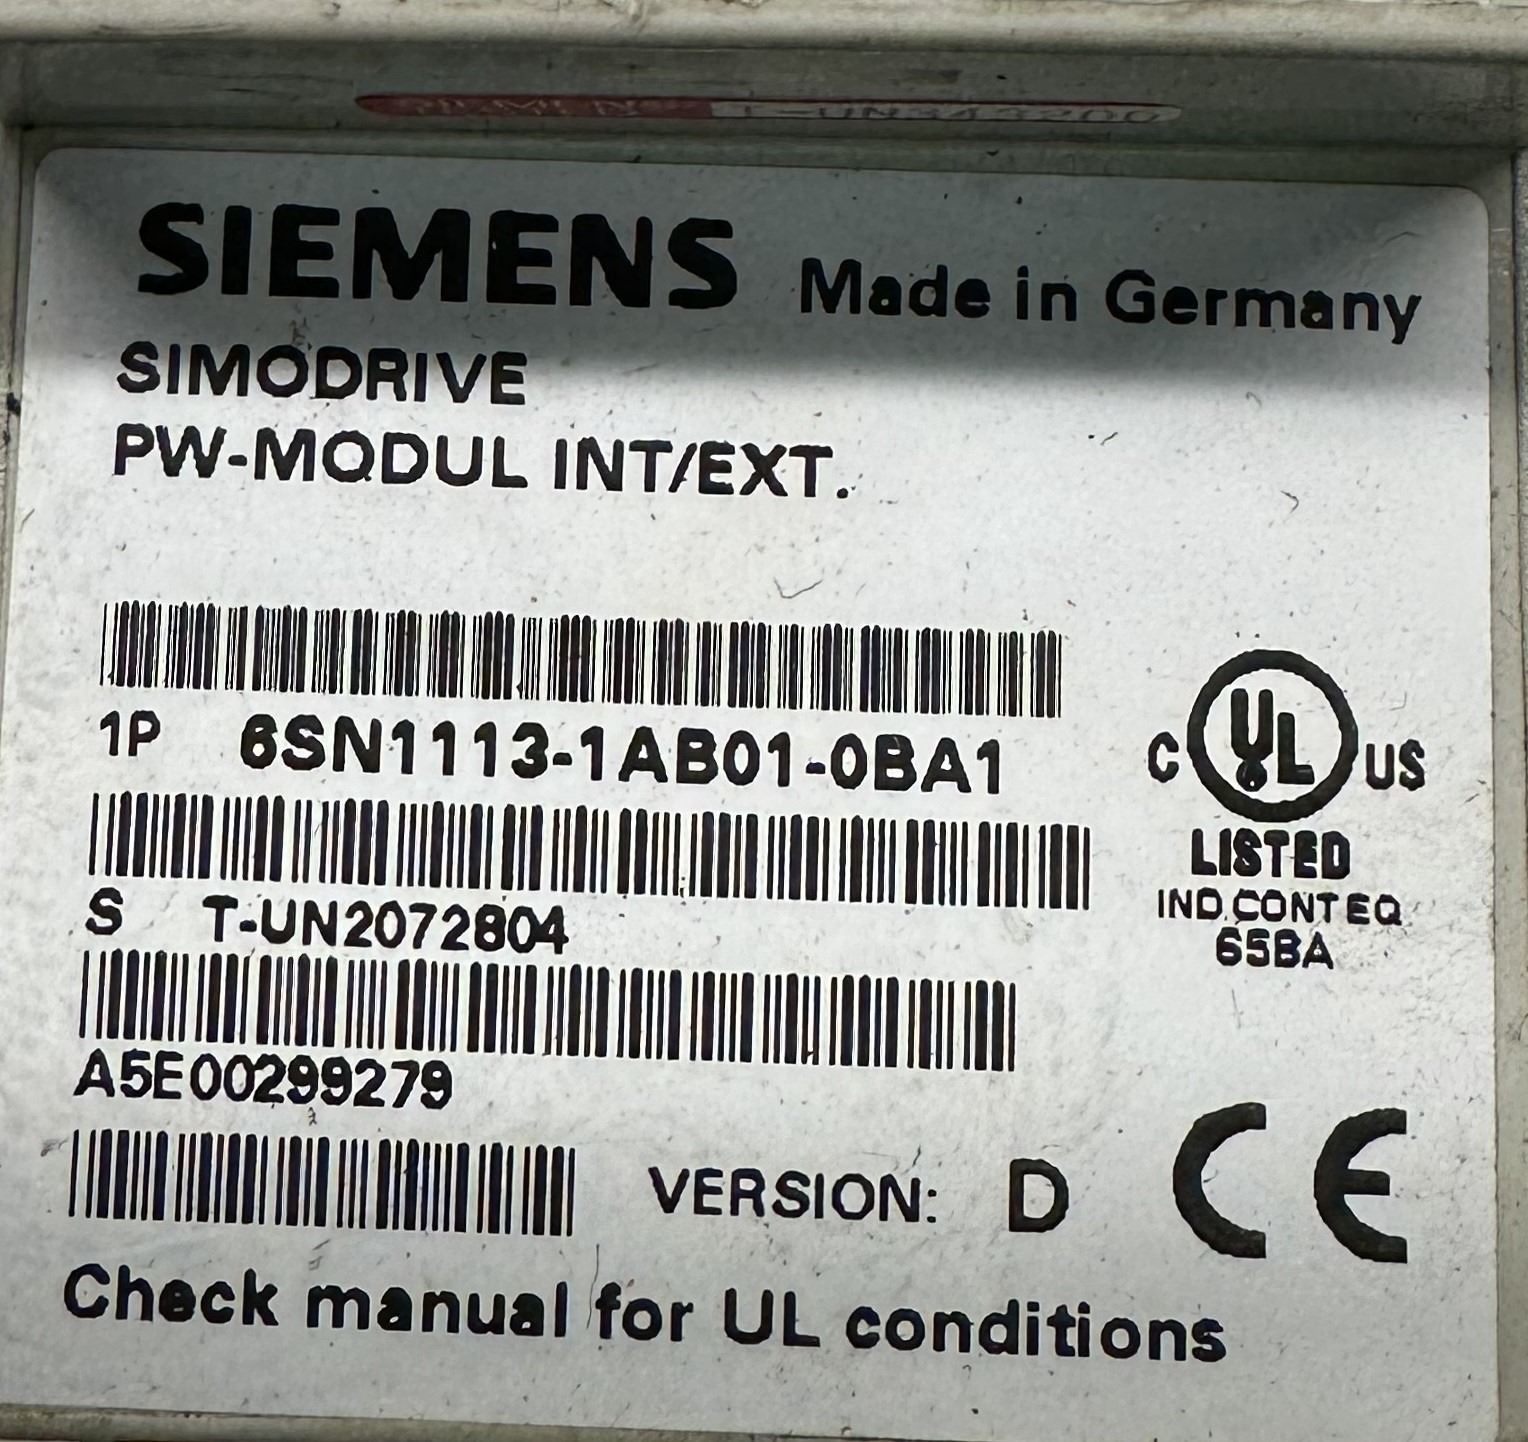 SIEMENS Made in Germany
SIMODRIVE
PW-MODUL INT/EXT.
1P 6SN1113-1AB01-0BA1
C UL US
LISTED
IND.CONT EQ
65BA
S T-UN2072804
A5E00299279
VERSION: D CE
Check manual for UL conditions